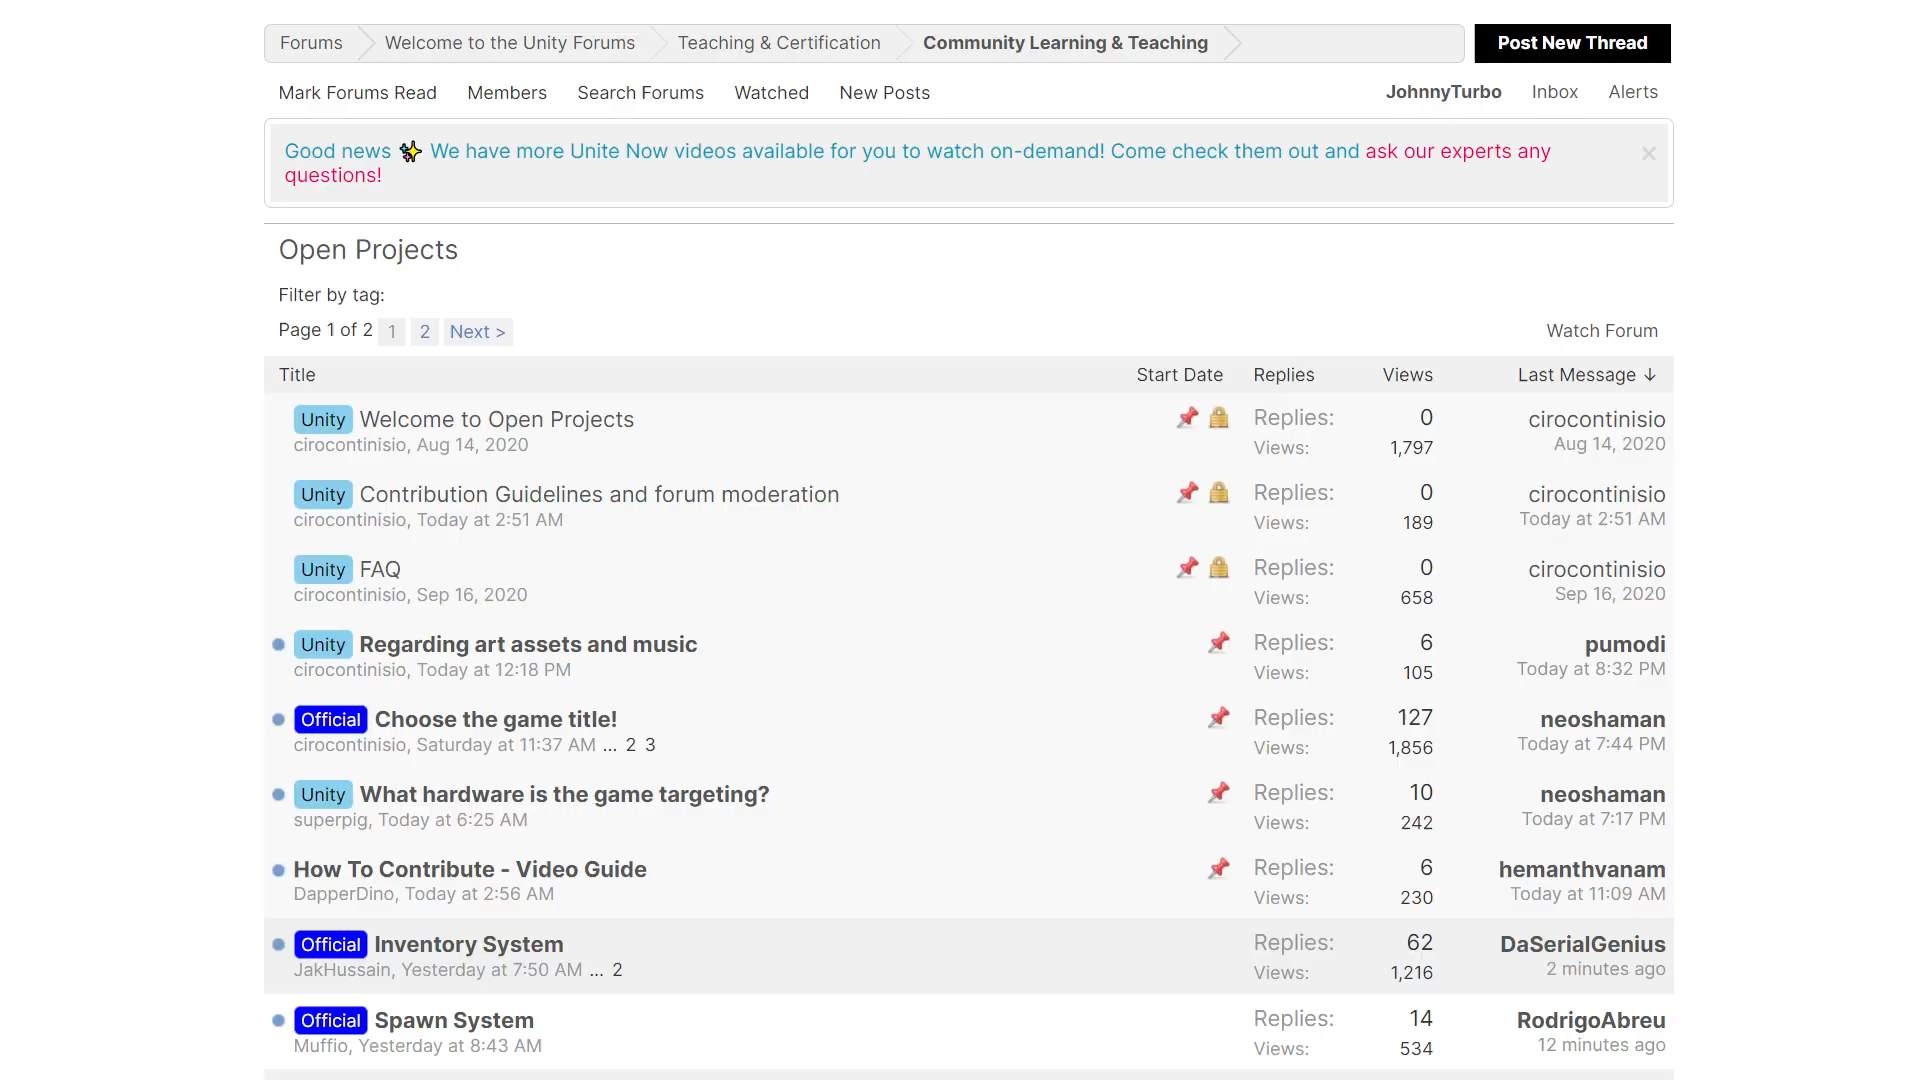 Forums Welcome to the Unity Forums Teaching & Certification Community Learning & Teaching Post New Thread
Mark Forums Read Members Search Forums Watched New Posts JohnnyTurbo Inbox Alerts
Good news ✨ We have more Unite Now videos available for you to watch on-demand! Come check them out and ask our experts any
questions!
Open Projects
Filter by tag:
Page 1 of 2 1 2 Next > Watch Forum
Title Start Date Replies Views Last Message ↓
Unity Welcome to Open Projects Replies: 0 cirocontinisio
cirocontinisio, Aug 14, 2020 Views: 1,797 Aug 14, 2020
Unity Contribution Guidelines and forum moderation Replies: 0 cirocontinisio
cirocontinisio, Today at 2:51 AM Views: 189 Today at 2:51 AM
Unity FAQ Replies: 0 cirocontinisio
cirocontinisio, Sep 16, 2020 Views: 658 Sep 16, 2020
Unity Regarding art assets and music Replies: 6 pumodi
cirocontinisio, Today at 12:18 PM Views: 105 Today at 8:32 PM
Official Choose the game title! Replies: 127 neoshaman
cirocontinisio, Saturday at 11:37 AM ... 2 3 Views: 1,856 Today at 7:44 PM
Unity What hardware is the game targeting? Replies: 10 neoshaman
superpig, Today at 6:25 AM Views: 242 Today at 7:17 PM
How To Contribute - Video Guide Replies: 6 hemanthvanam
DapperDino, Today at 2:56 AM Views: 230 Today at 11:09 AM
Official Inventory System Replies: 62 DaSerialGenius
JakHussain, Yesterday at 7:50 AM ... 2 Views: 1,216 2 minutes ago
Official Spawn System Replies: 14 RodrigoAbreu
Muffio, Yesterday at 8:43 AM Views: 534 12 minutes ago